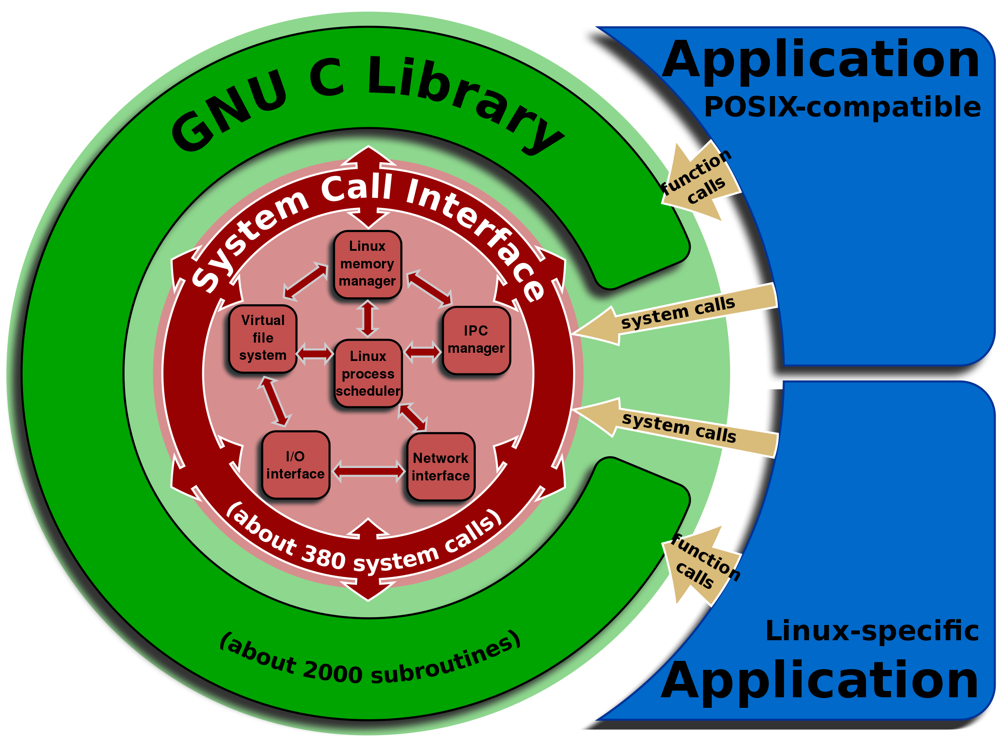 GNU C Library
Application
POSIX-compatible
function
calls
System Call Interface
Linux
memory
manager
system calls
Virtual
file
system
IPC
manager
Linux
process
scheduler
system calls
I/O
interface
Network
interface
(about 380 system calls)
function
calls
(about 2000 subroutines)
Linux-specific
Application